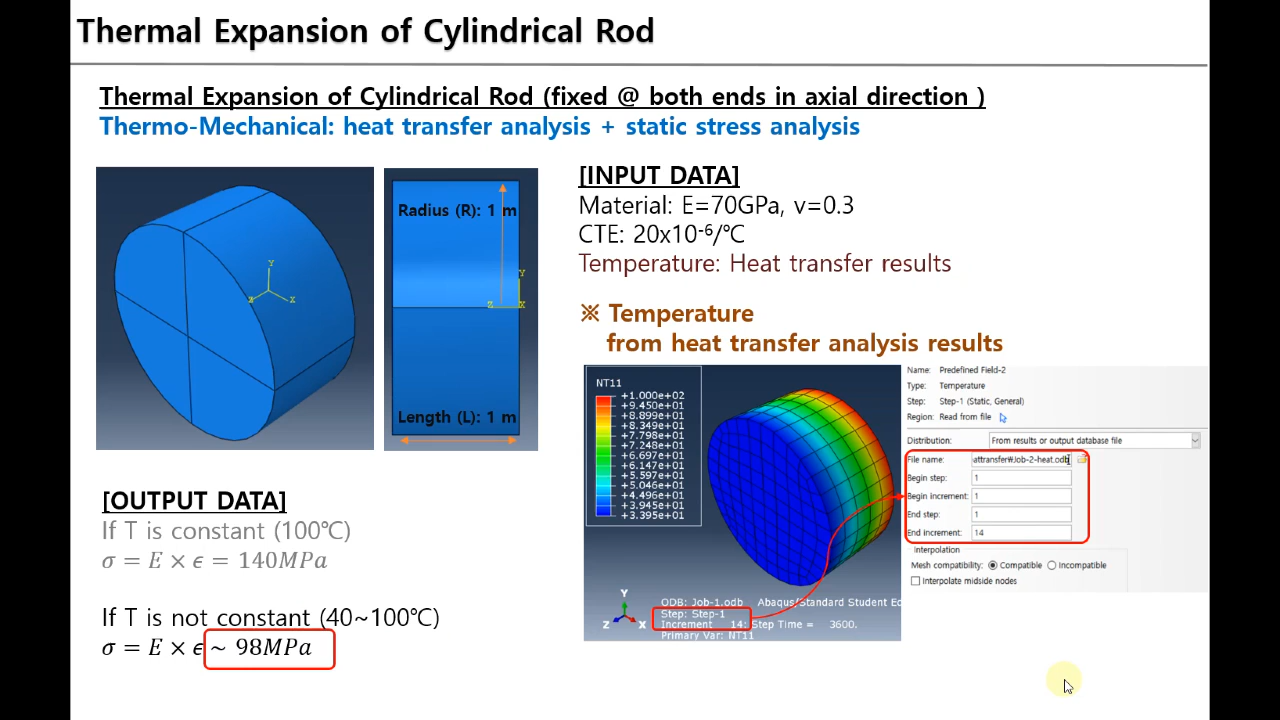 Thermal Expansion of Cylindrical Rod
Thermal Expansion of Cylindrical Rod (fixed @ both ends in axial direction )
Thermo-Mechanical: heat transfer analysis + static stress analysis
Radius (R): 1 m
Y
Z X
Y
Z X
Length (L): 1 m
[INPUT DATA]
Material: E=70GPa, v=0.3
CTE: 20x10-6/℃
Temperature: Heat transfer results
※ Temperature
from heat transfer analysis results
NT11
+1.000e+02
+9.450e+01
+8.899e+01
+8.349e+01
+7.798e+01
+7.248e+01
+6.697e+01
+6.147e+01
+5.597e+01
+5.046e+01
+4.496e+01
+3.945e+01
+3.395e+01
Y
Z X
ODB: Job-1.odb Abaqus/Standard Student Ed
Step: Step-1
Increment 14: Step Time = 3600.
Primary Var: NT11
Name: Predefined Field-2
Type: Temperature
Step: Step-1 (Static, General)
Region: Read from file
Distribution: From results or output database file
File name: attransfer#Job-2-heat.odb
Begin step: 1
Begin increment: 1
End step: 1
End increment: 14
Interpolation
Mesh compatibility: Compatible Incompatible
Interpolate midside nodes
[OUTPUT DATA]
If T is constant (100℃)
σ = E × ϵ = 140MPa
If T is not constant (40~100℃)
σ = E × ϵ ~ 98MPa